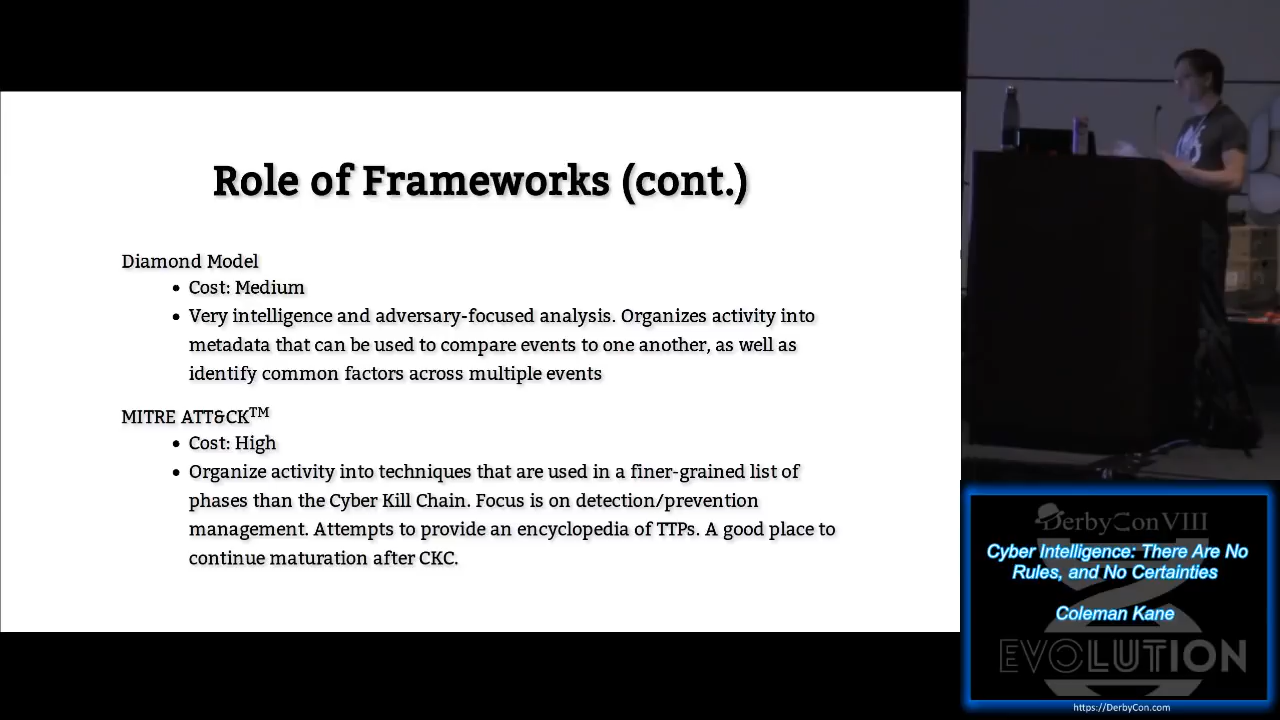 Role of Frameworks (cont.)
Diamond Model
• Cost: Medium
• Very intelligence and adversary-focused analysis. Organizes activity into
metadata that can be used to compare events to one another, as well as
identify common factors across multiple events
MITRE ATT&CK™
• Cost: High
• Organize activity into techniques that are used in a finer-grained list of
phases than the Cyber Kill Chain. Focus is on detection/prevention
management. Attempts to provide an encyclopedia of TTPs. A good place to
continue maturation after CKC.
DerbyCon VIII
Cyber Intelligence: There Are No
Rules, and No Certainties
Coleman Kane
EVOLUTION
https://DerbyCon.com